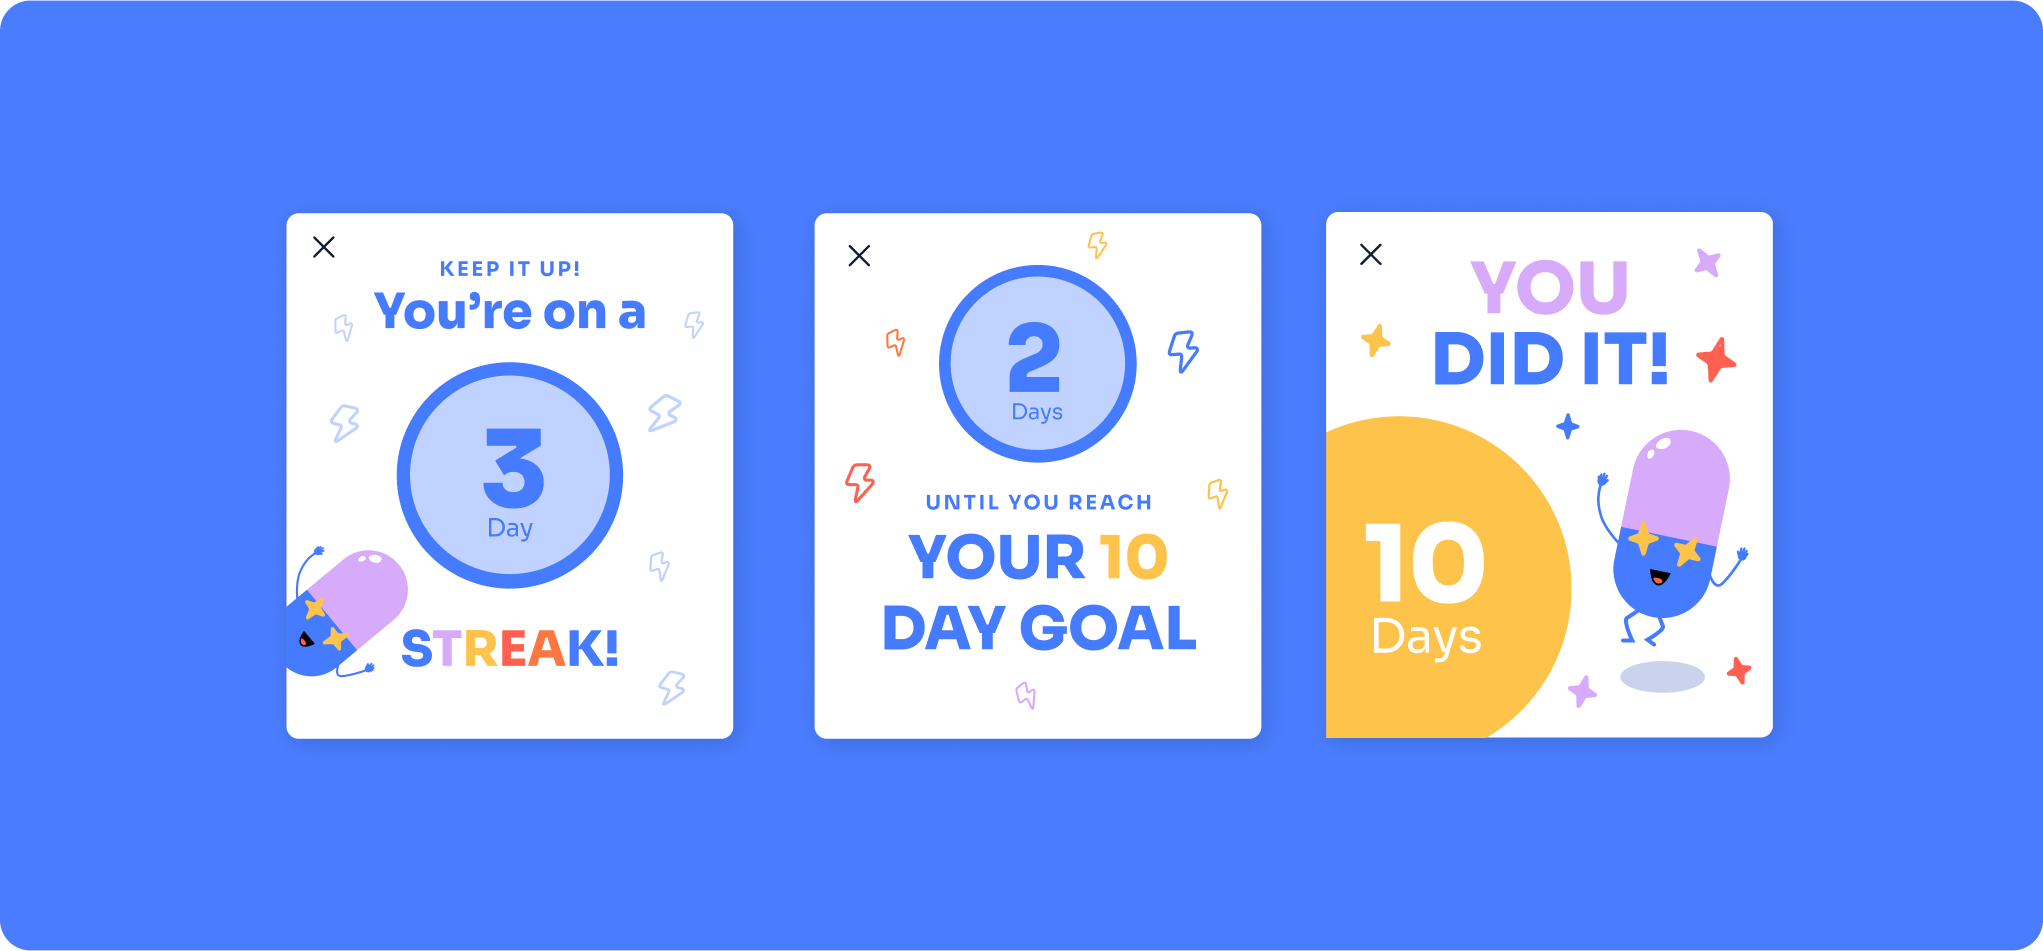 KEEP IT UP!
You’re on a
3
Day
STREAK!
2
Days
UNTIL YOU REACH
YOUR 10
DAY GOAL
YOU
DID IT!
10
Days